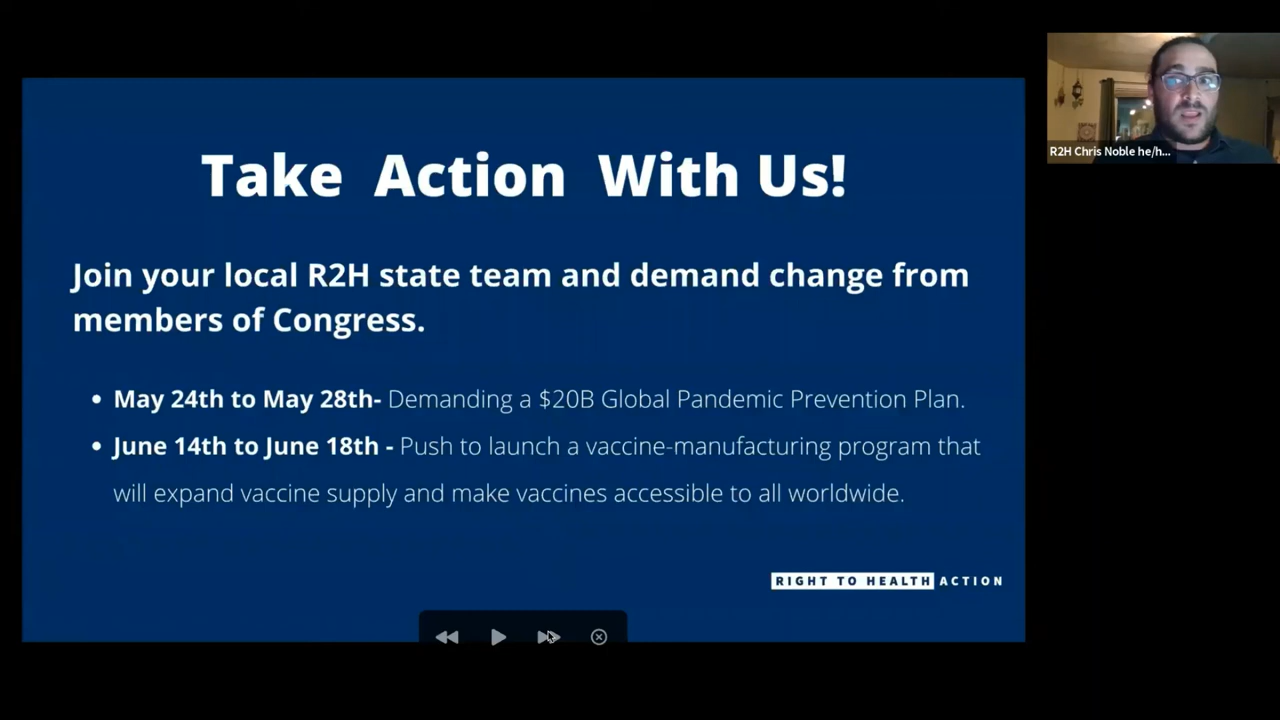 Take Action With Us!
Join your local R2H state team and demand change from
members of Congress.
• May 24th to May 28th- Demanding a $20B Global Pandemic Prevention Plan.
• June 14th to June 18th - Push to launch a vaccine-manufacturing program that
will expand vaccine supply and make vaccines accessible to all worldwide.
RIGHT TO HEALTH ACTION
R2H Chris Noble he/h...